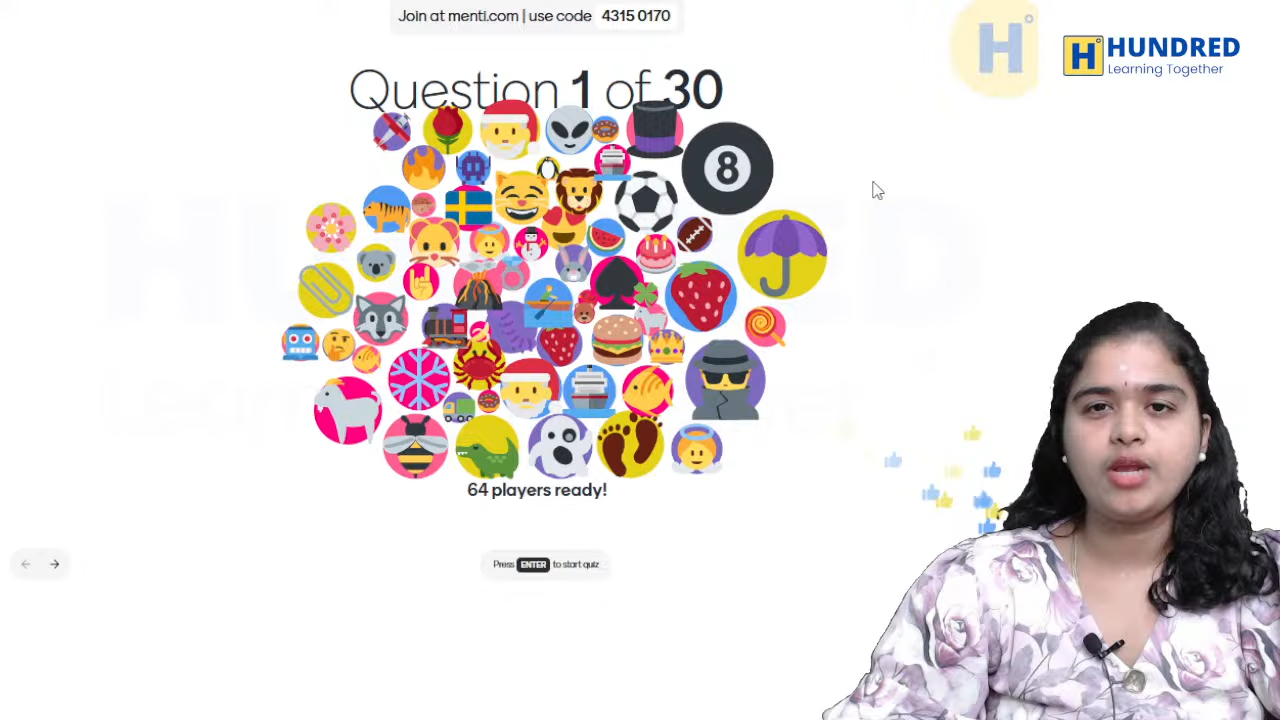 Join at menti.com | use code 4315 0170
H HUNDRED
Learning Together
H
Question 1 of 30
8
64 players ready!
Press ENTER to start quiz